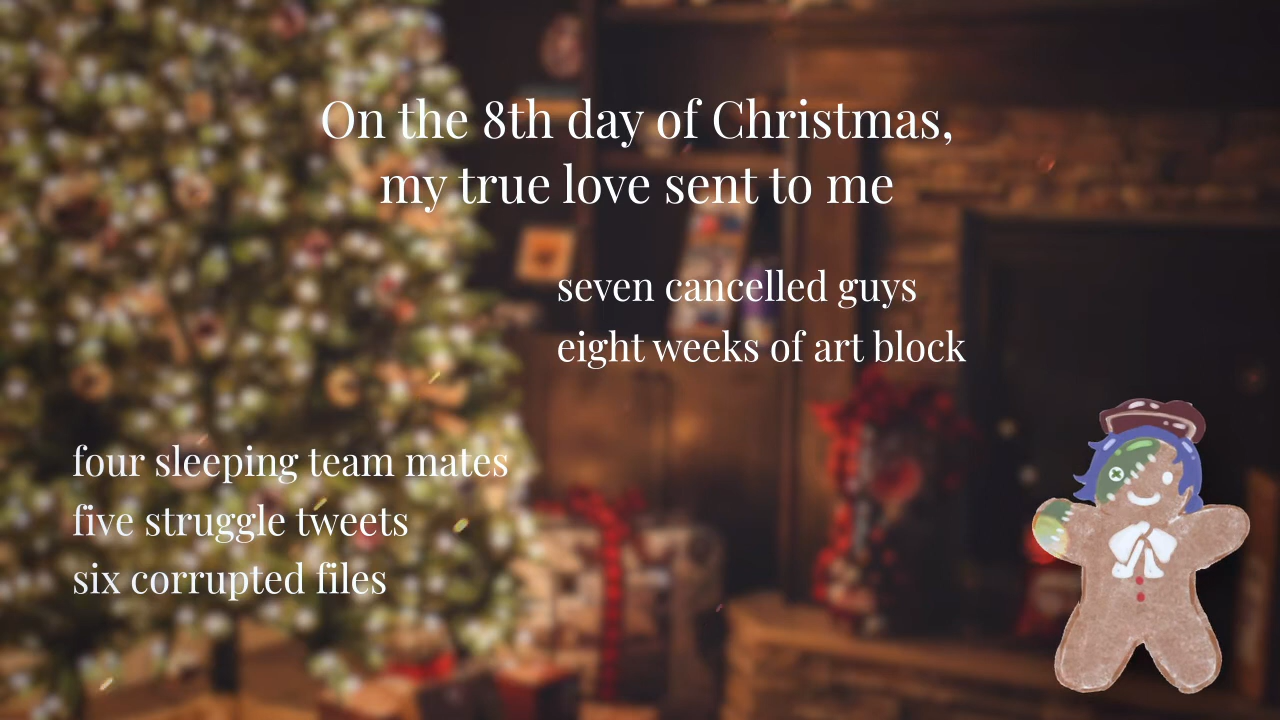 On the 8th day of Christmas,
my true love sent to me
seven cancelled guys
eight weeks of art block
four sleeping team mates
five struggle tweets
six corrupted files